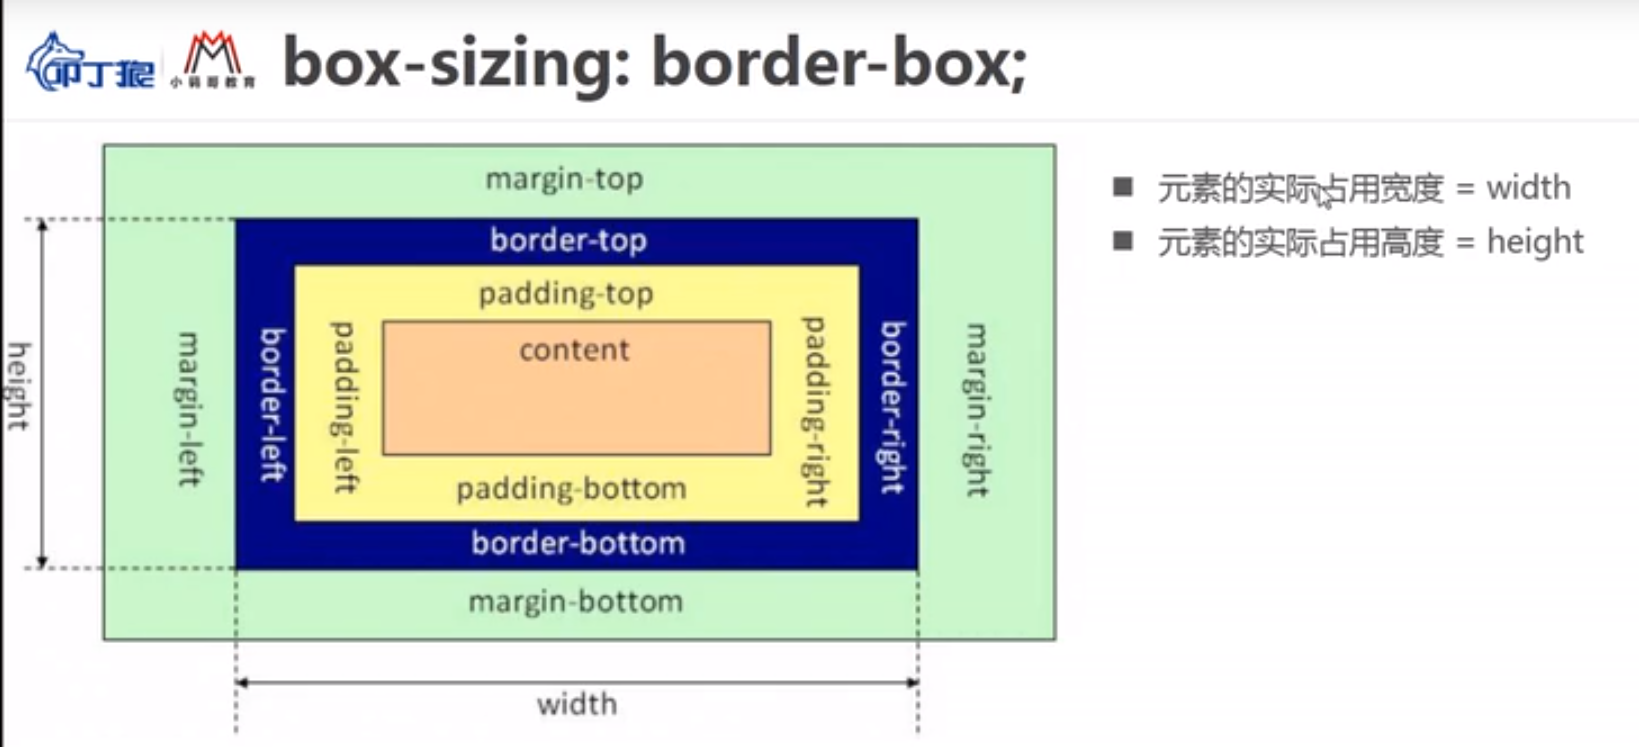 叩丁狼
小码哥教育
box-sizing: border-box;
margin-top
border-top
padding-top
content
height
margin-left
border-left
padding-left
padding-right
border-right
margin-right
padding-bottom
border-bottom
margin-bottom
width
元素的实际占用宽度 = width
元素的实际占用高度 = height